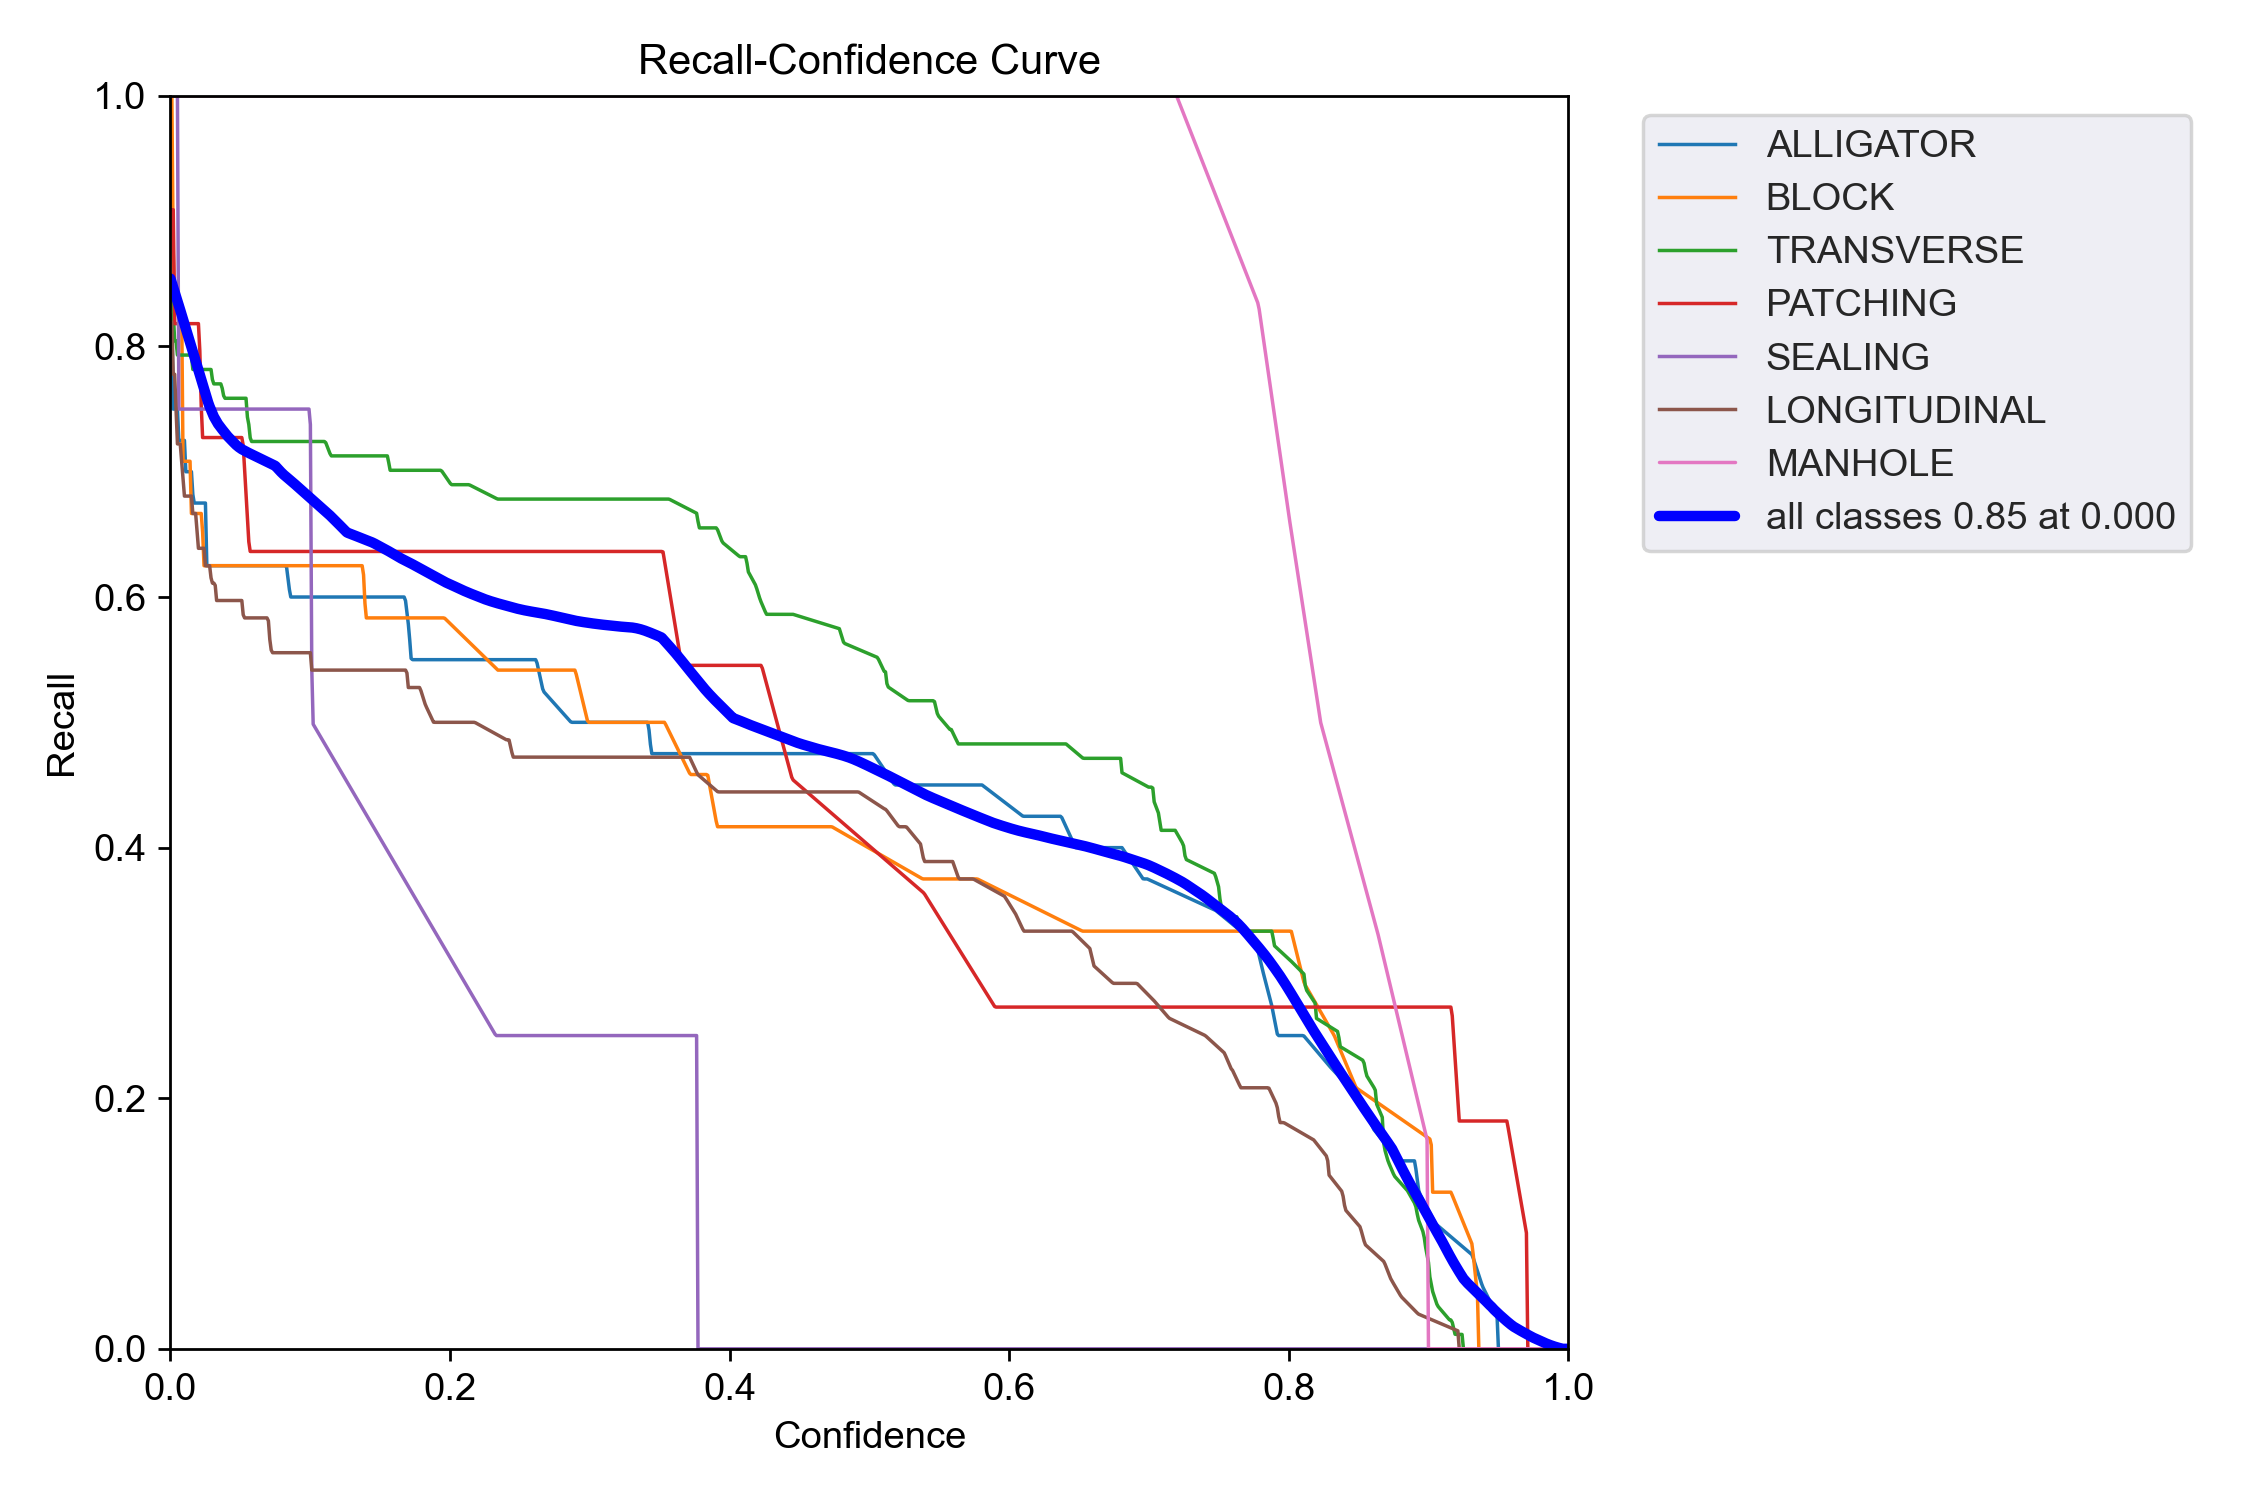 Recall-Confidence Curve
1.0
0.8
0.6
0.4
0.2
0.0
Recall
0.0 0.2 0.4 0.6 0.8 1.0
Confidence
ALLIGATOR
BLOCK
TRANSVERSE
PATCHING
SEALING
LONGITUDINAL
MANHOLE
all classes 0.85 at 0.000